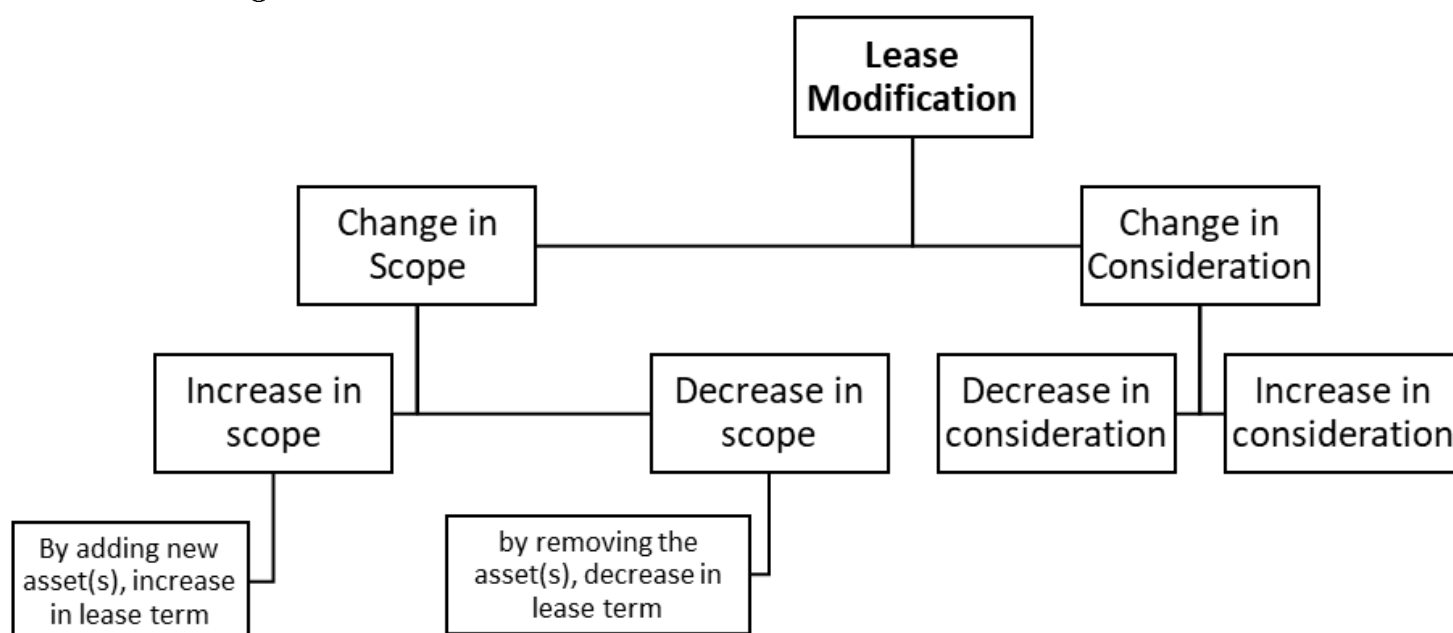 Lease
Modification
Change in
Scope
Change in
Consideration
Increase in
scope
Decrease in
scope
Decrease in
consideration
Increase in
consideration
By adding new
asset(s), increase
in lease term
by removing the
asset(s), decrease in
lease term